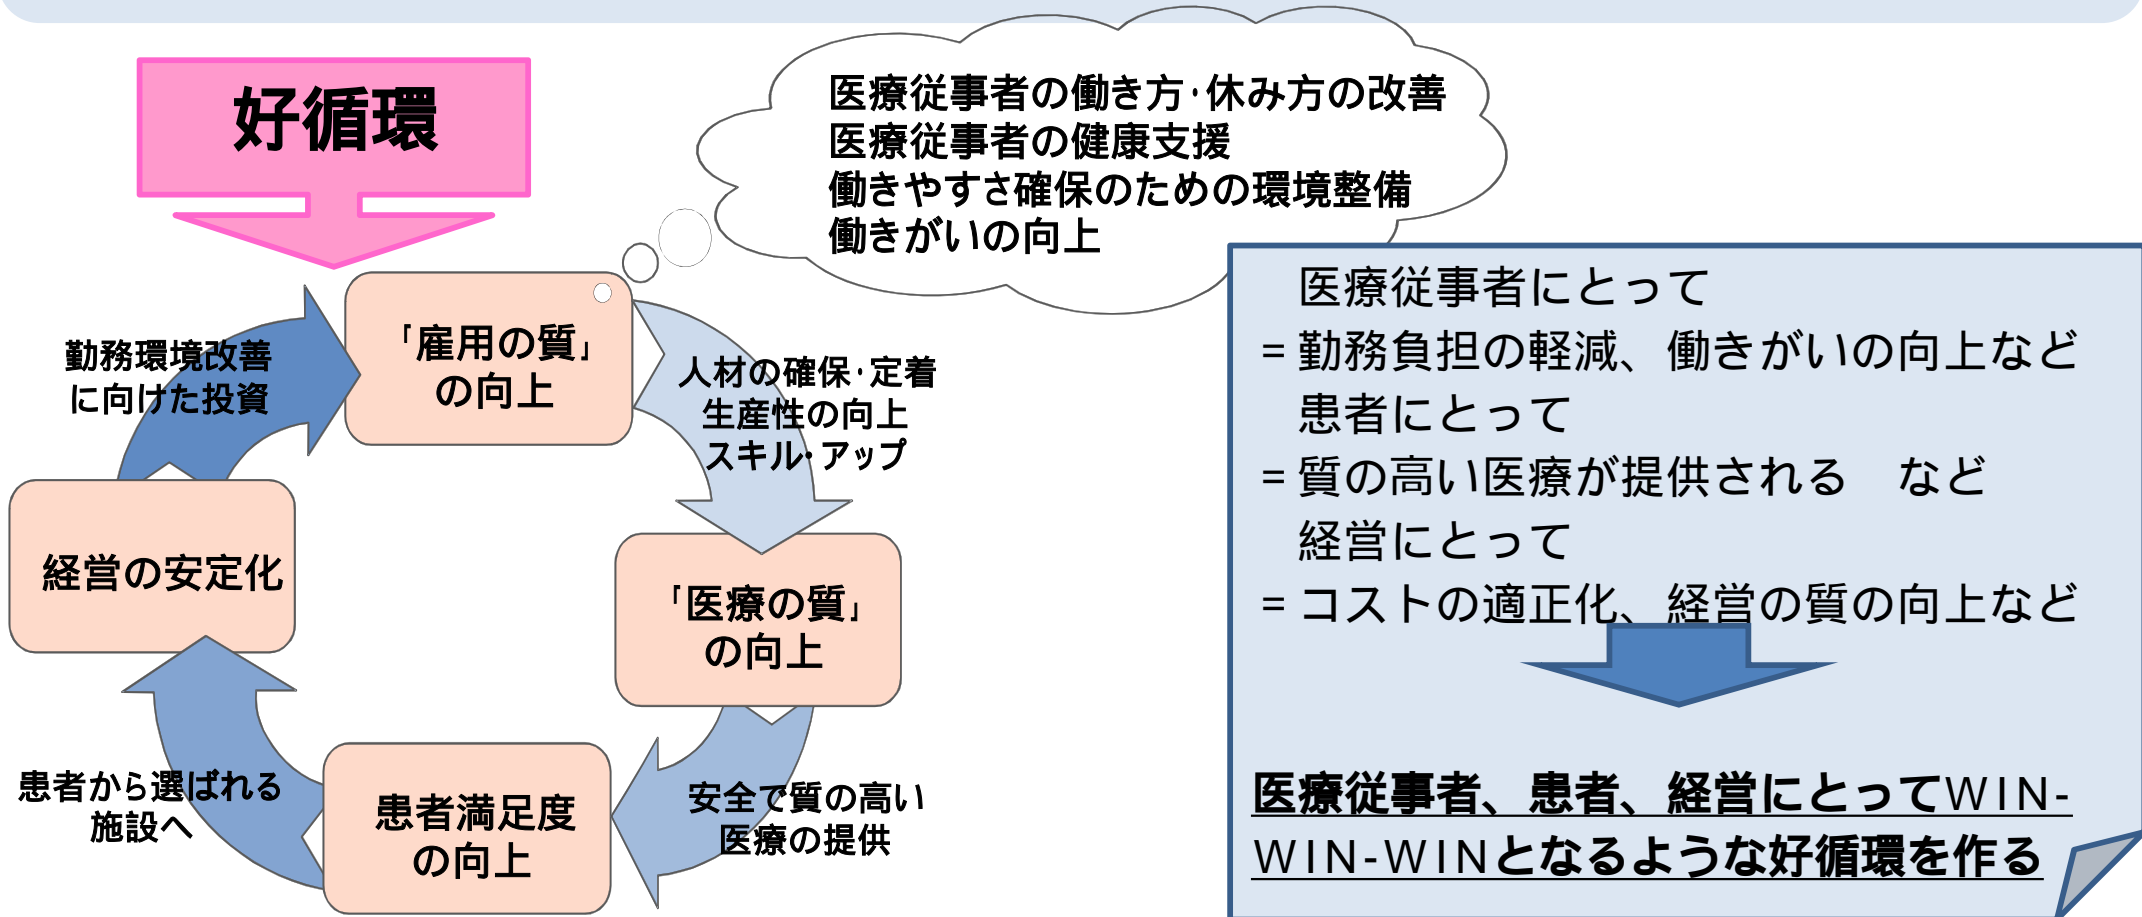 好循環
医療従事者の働き方・休み方の改善
医療従事者の健康支援
働きやすさ確保のための環境整備
働きがいの向上
「雇用の質」
の向上
勤務環境改善
に向けた投資
人材の確保・定着
生産性の向上
スキル・アップ
経営の安定化
「医療の質」
の向上
患者から選ばれる
施設へ
患者満足度
の向上
安全で質の高い
医療の提供
医療従事者にとって
=勤務負担の軽減、働きがいの向上など
患者にとって
=質の高い医療が提供される　など
経営にとって
=コストの適正化、経営の質の向上など
医療従事者、患者、経営にとってWIN-
WIN-WINとなるような好循環を作る